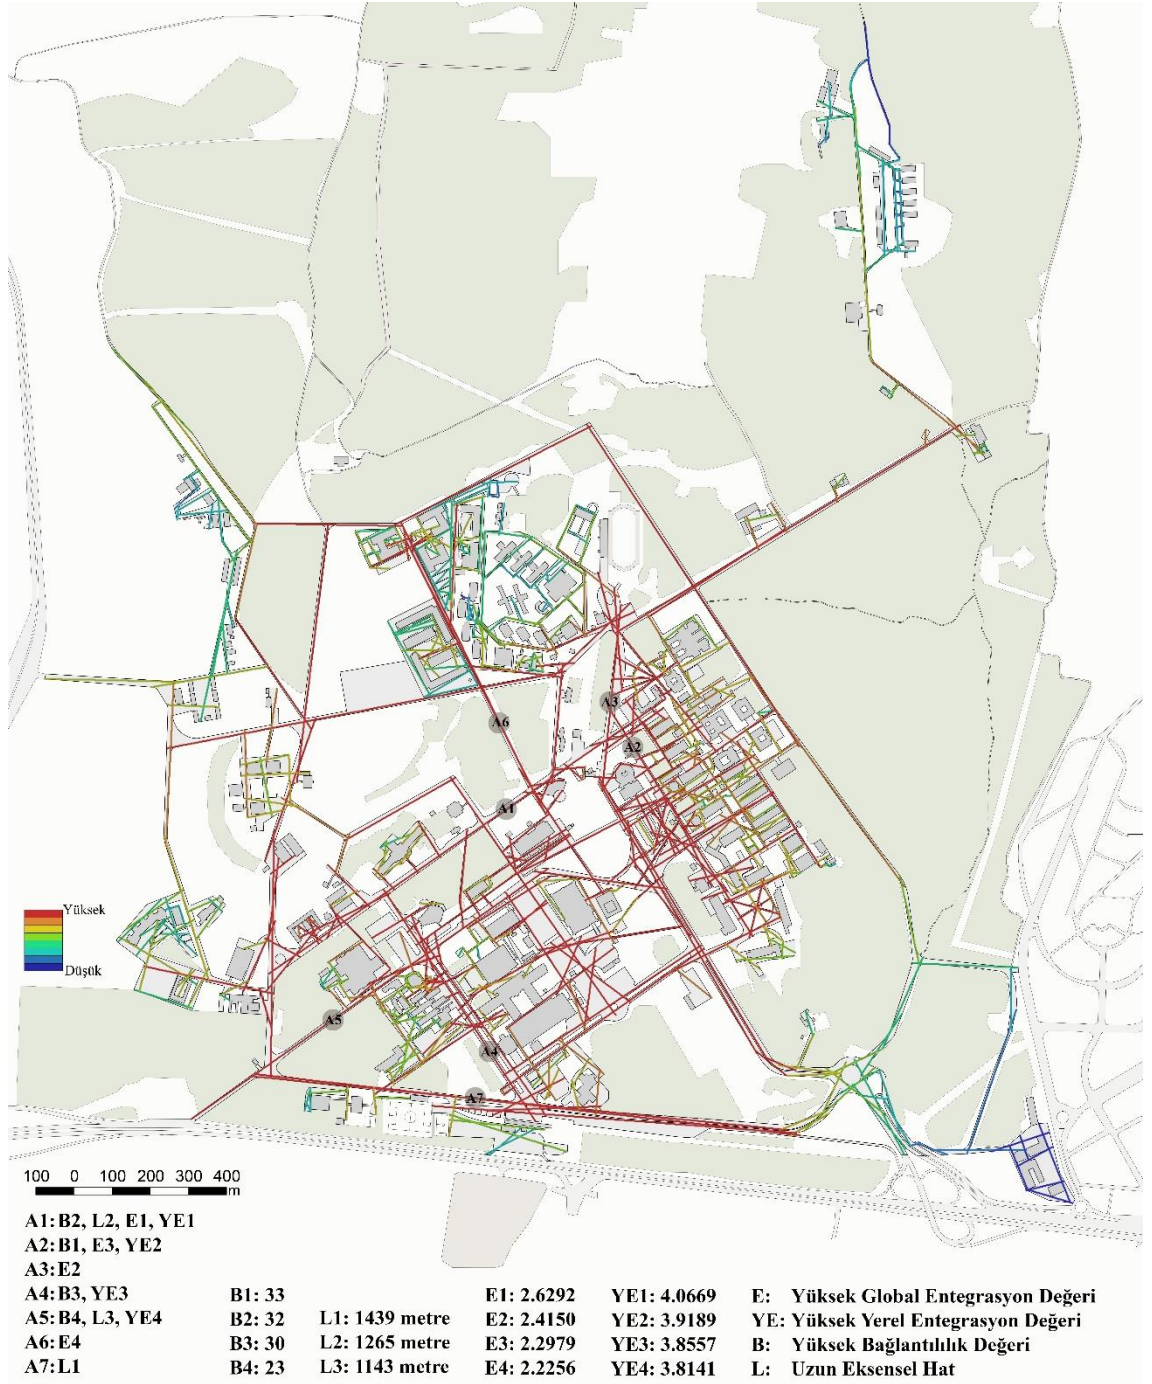 A3
A2
A6
A1
Yüksek
Düşük
A5
A4
A7
100 0 100 200 300 400
m
A1: B2, L2, E1, YE1
A2: B1, E3, YE2
A3: E2
A4: B3, YE3 B1: 33 E1: 2.6292 YE1: 4.0669 E: Yüksek Global Entegrasyon Değeri
A5: B4, L3, YE4 B2: 32 L1: 1439 metre E2: 2.4150 YE2: 3.9189 YE: Yüksek Yerel Entegrasyon Değeri
A6: E4 B3: 30 L2: 1265 metre E3: 2.2979 YE3: 3.8557 B: Yüksek Bağlantılılık Değeri
A7: L1 B4: 23 L3: 1143 metre E4: 2.2256 YE4: 3.8141 L: Uzun Eksensel Hat